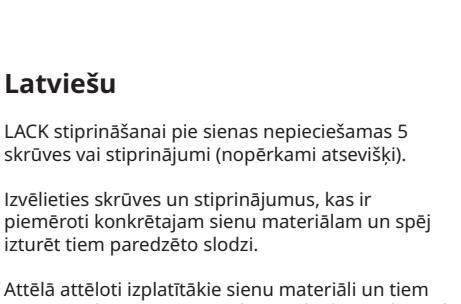 Latviešu
LACK stiprināšanai pie sienas nepieciešamas 5
skrūves vai stiprinājumi (nopērkami atsevišķi).
Izvēlieties skrūves un stiprinājumus, kas ir
piemēroti konkrētajam sienu materiālam un spēj
izturēt tiem paredzēto slodzi.
Attēlā attēloti izplatītākie sienu materiāli un tiem